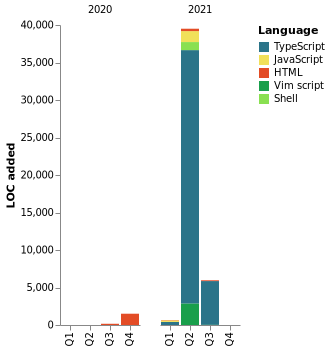 2020 2021
Language
TypeScript
JavaScript
HTML
Vim script
Shell
LOC added
40,000
35,000
30,000
25,000
20,000
15,000
10,000
5,000
0
Q1 Q2 Q3 Q4 Q1 Q2 Q3 Q4